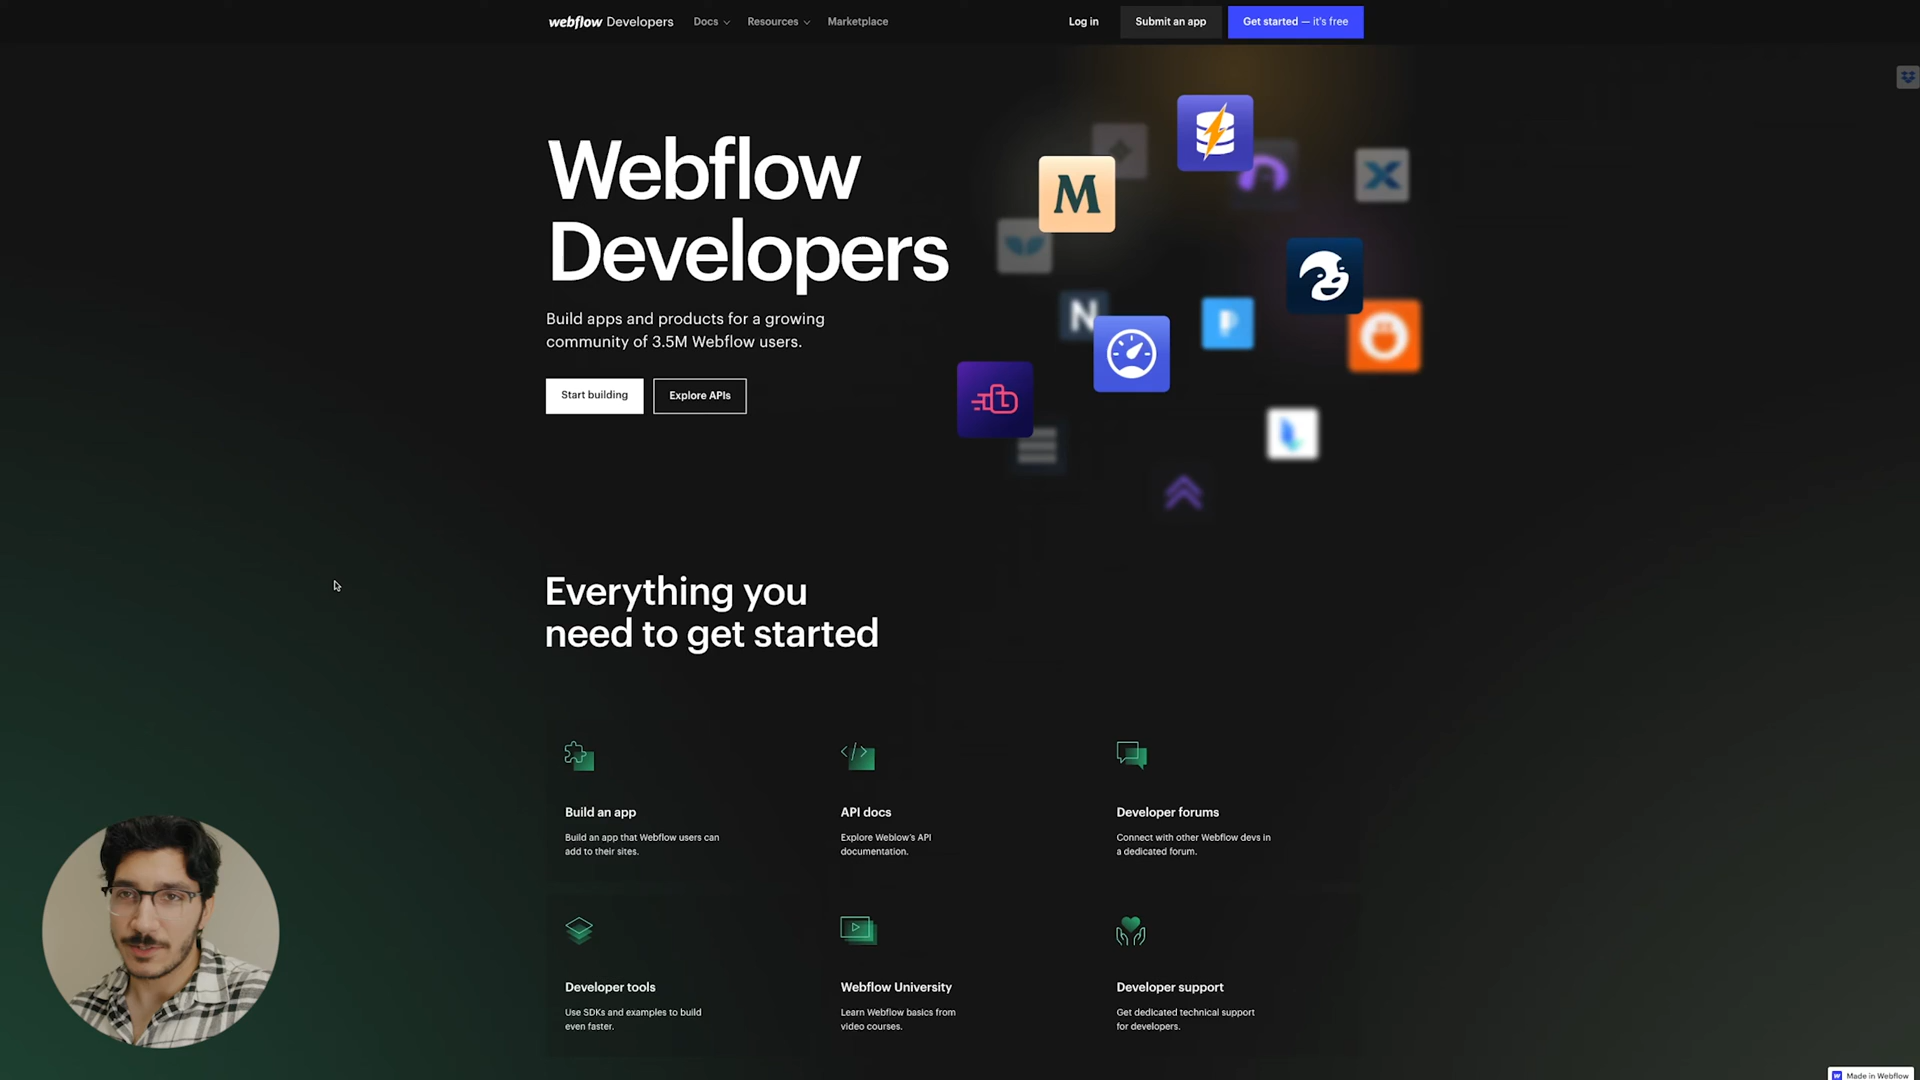 webflow Developers
Docs
Resources
Marketplace
Log in
Submit an app
Get started — it's free
Webflow
Developers
Build apps and products for a growing
community of 3.5M Webflow users.
Start building
Explore APIs
M
N
P
Everything you
need to get started
Build an app
Build an app that Webflow users can
add to their sites.
API docs
Explore Weblow's API
documentation.
Developer forums
Connect with other Webflow devs in
a dedicated forum.
Developer tools
Use SDKs and examples to build
even faster.
Webflow University
Learn Webflow basics from
video courses.
Developer support
Get dedicated technical support
for developers.
Made in Webflow